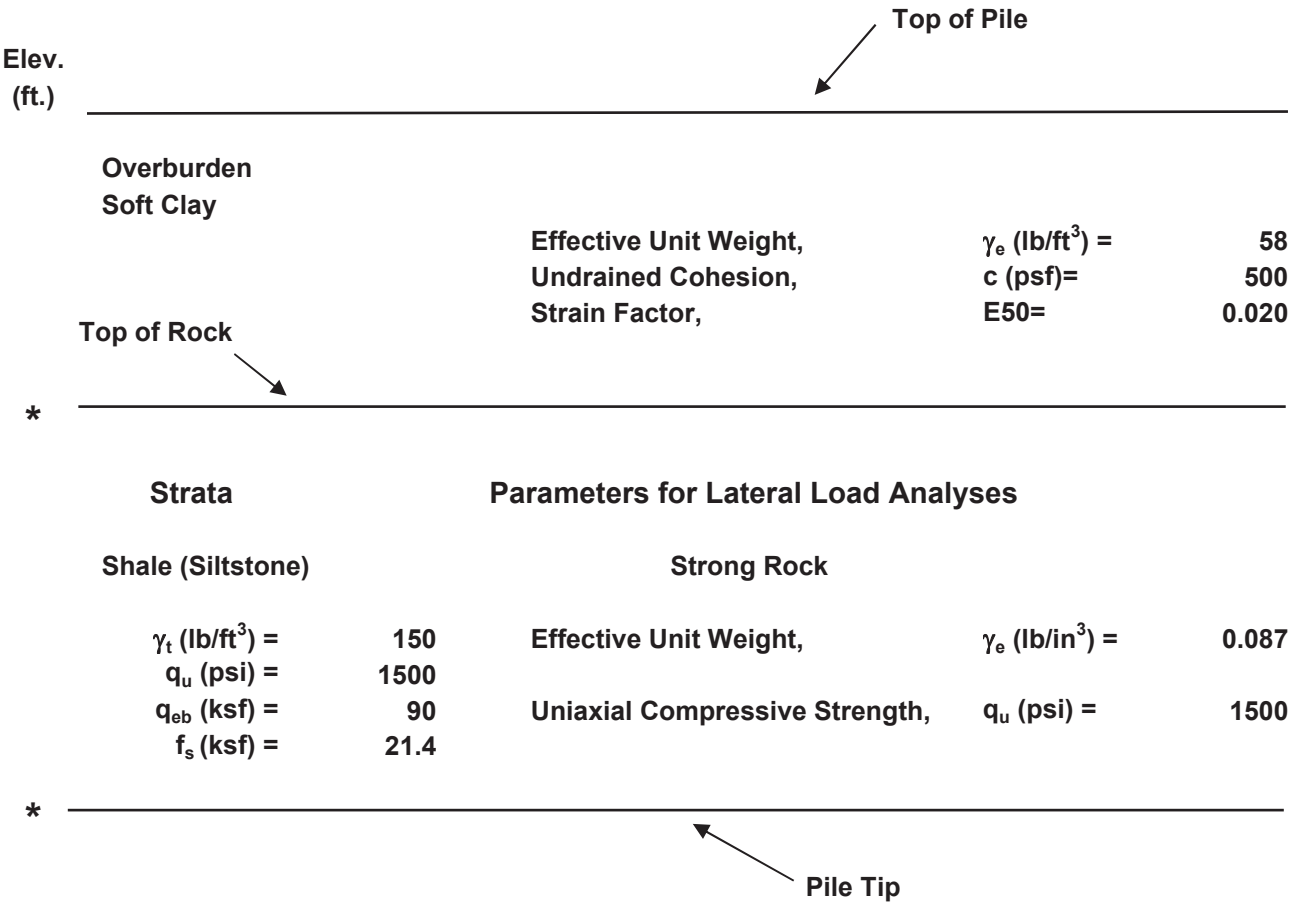 Top of Pile
Elev.
(ft.)
Overburden
Soft Clay
Effective Unit Weight, γe (lb/ft³) = 58
Undrained Cohesion, c (psf)= 500
Strain Factor, E50= 0.020
Top of Rock
*
Strata Parameters for Lateral Load Analyses
Shale (Siltstone) Strong Rock
γt (lb/ft³) = 150 Effective Unit Weight, γe (lb/in³) = 0.087
qu (psi) = 1500
qeb (ksf) = 90 Uniaxial Compressive Strength, qu (psi) = 1500
fs (ksf) = 21.4
*
Pile Tip